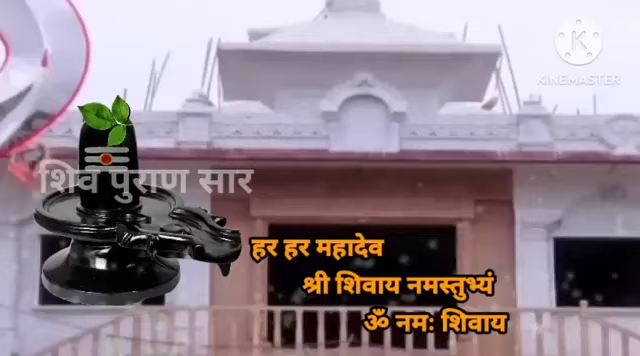 KINEMASTER
शिव पुराण सार
हर हर महादेव
श्री शिवाय नमस्तुभ्यं
ॐ नमः शिवाय